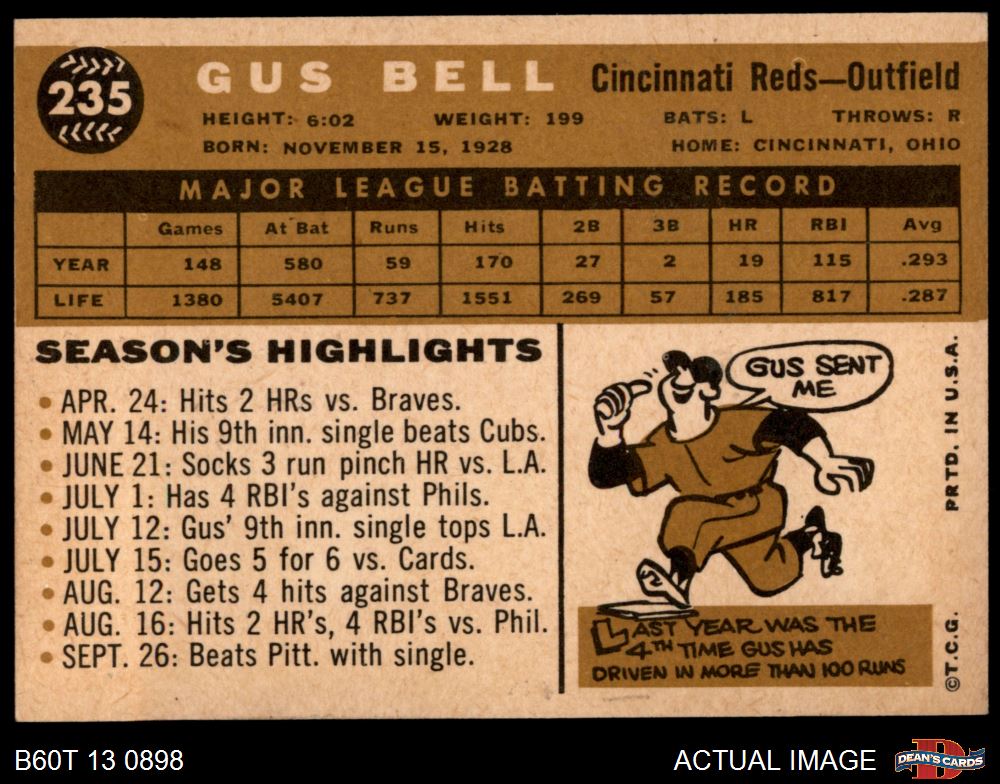 235
GUS BELL Cincinnati Reds—Outfield
HEIGHT: 6:02 WEIGHT: 199 BATS: L THROWS: R
BORN: NOVEMBER 15, 1928 HOME: CINCINNATI, OHIO
MAJOR LEAGUE BATTING RECORD
Games At Bat Runs Hits 2B 3B HR RBI Avg
YEAR 148 580 59 170 27 2 19 115 .293
LIFE 1380 5407 737 1551 269 57 185 817 .287
SEASON'S HIGHLIGHTS
• APR. 24: Hits 2 HRs vs. Braves.
• MAY 14: His 9th inn. single beats Cubs.
• JUNE 21: Socks 3 run pinch HR vs. L.A.
• JULY 1: Has 4 RBI's against Phils.
• JULY 12: Gus' 9th inn. single tops L.A.
• JULY 15: Goes 5 for 6 vs. Cards.
• AUG. 12: Gets 4 hits against Braves.
• AUG. 16: Hits 2 HR's, 4 RBI's vs. Phil.
• SEPT. 26: Beats Pitt. with single.
GUS SENT
ME
LAST YEAR WAS THE
4TH TIME GUS HAS
DRIVEN IN MORE THAN 100 RUNS
©T.C.G. PRTD. IN U.S.A.
B60T 13 0898 ACTUAL IMAGE
D
DEAN'S CARDS